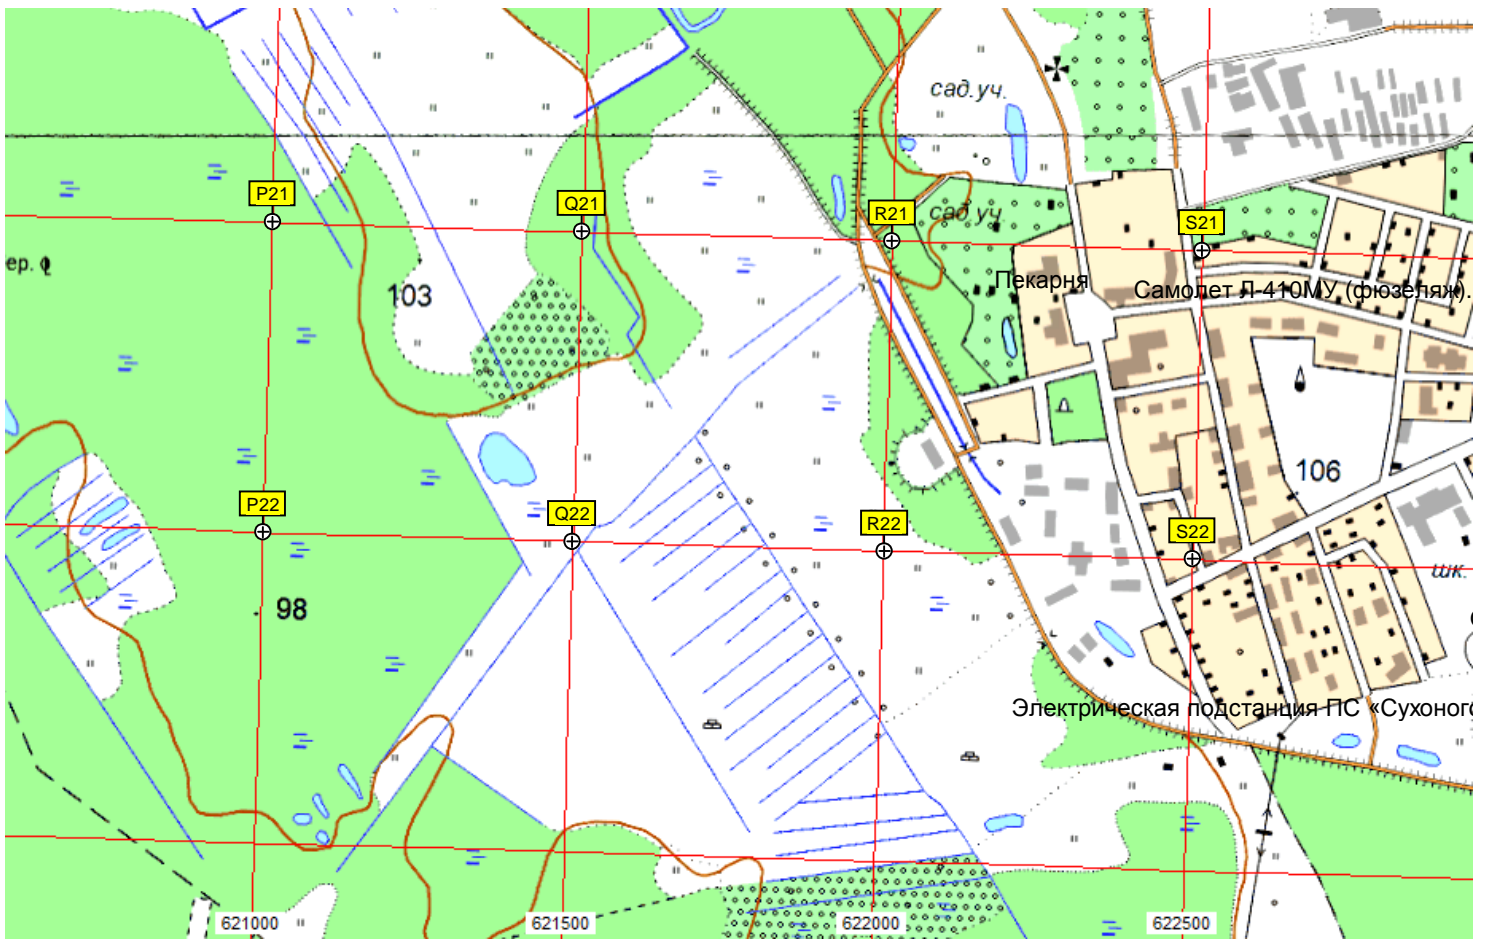 сад.уч.
P21
Q21
R21
сад.уч.
S21
ер. ф
103
Пекарня
Самолет Л-410МУ (фюзеляж).
106
P22
Q22
R22
S22
шк.
98
Электрическая подстанция ПС «Сухоног
621000
621500
622000
622500